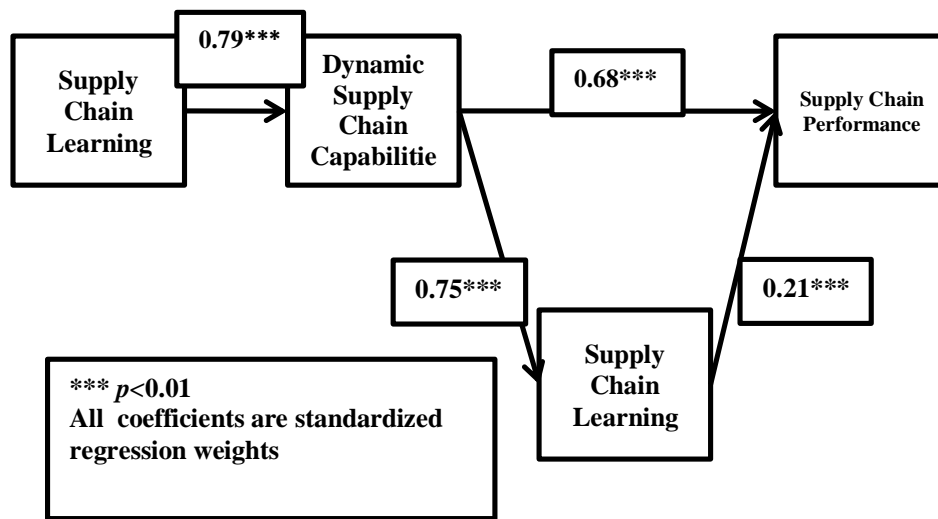 0.79***
Supply
Chain
Learning
Dynamic
Supply
Chain
Capabilitie
0.68***
Supply Chain
Performance
0.75***
0.21***
Supply
Chain
Learning
*** p<0.01
All coefficients are standardized
regression weights